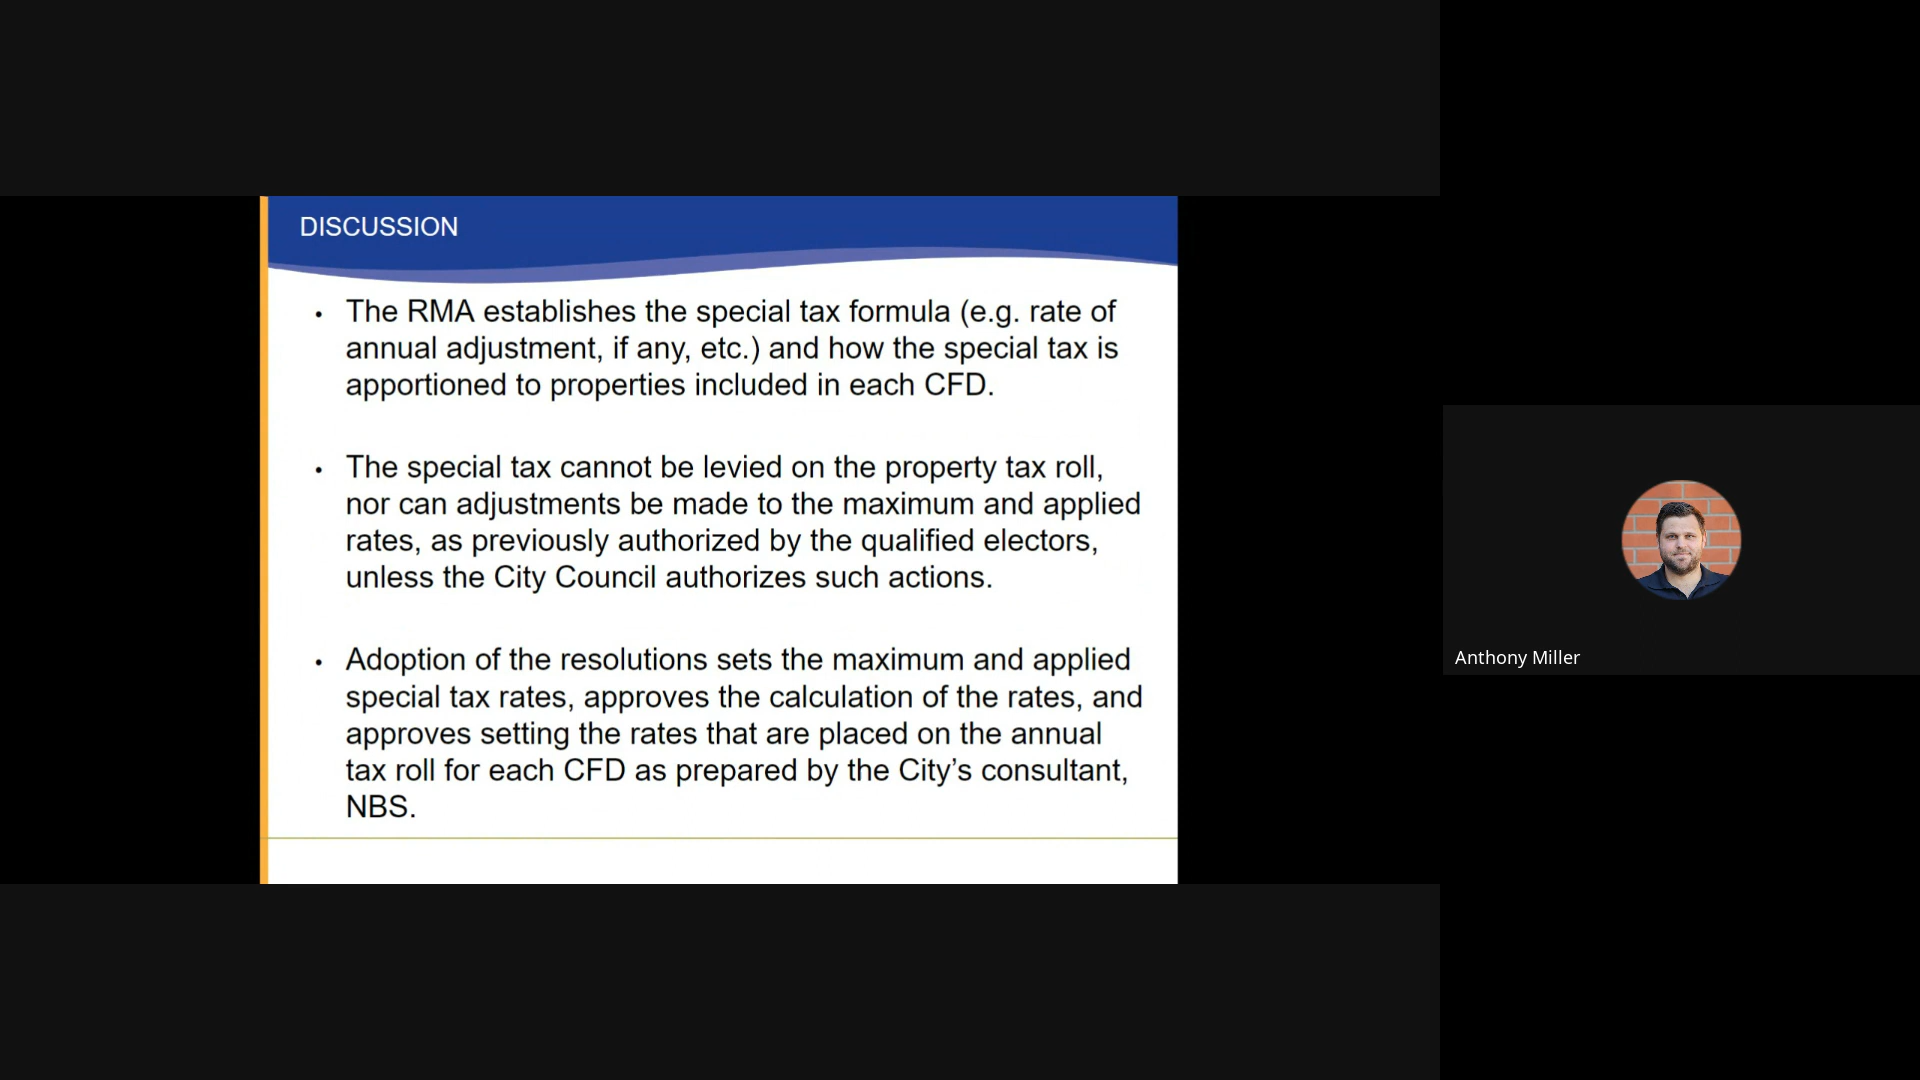 DISCUSSION
• The RMA establishes the special tax formula (e.g. rate of
annual adjustment, if any, etc.) and how the special tax is
apportioned to properties included in each CFD.
• The special tax cannot be levied on the property tax roll,
nor can adjustments be made to the maximum and applied
rates, as previously authorized by the qualified electors,
unless the City Council authorizes such actions.
• Adoption of the resolutions sets the maximum and applied
special tax rates, approves the calculation of the rates, and
approves setting the rates that are placed on the annual
tax roll for each CFD as prepared by the City’s consultant,
NBS.
Anthony Miller